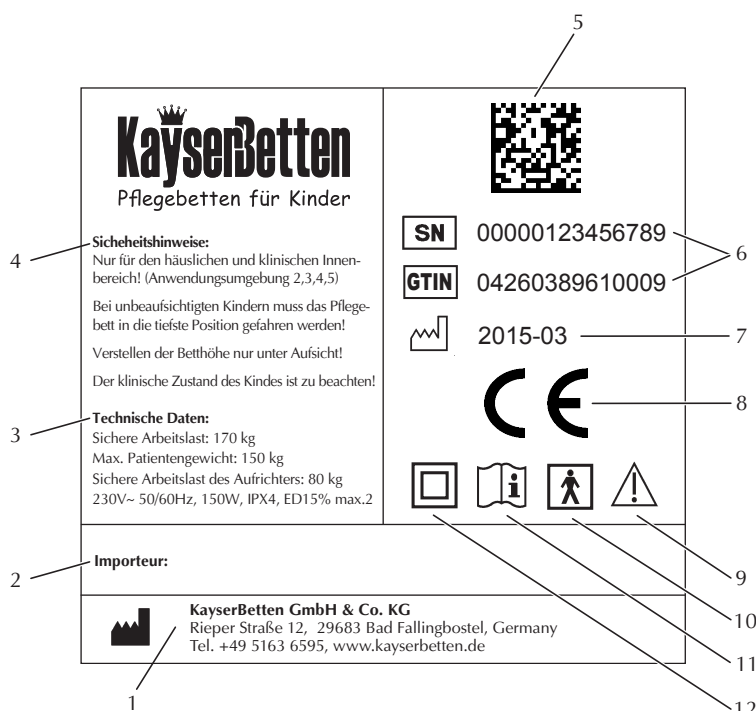 5
KayserBetten
Pflegebetten für Kinder
4
Sicheheitshinweise:
Nur für den häuslichen und klinischen Innen-
bereich! (Anwendungsumgebung 2,3,4,5)
Bei unbeaufsichtigten Kindern muss das Pflege-
bett in die tiefste Position gefahren werden!
Verstellen der Betthöhe nur unter Aufsicht!
Der klinische Zustand des Kindes ist zu beachten!
3
Technische Daten:
Sichere Arbeitslast: 170 kg
Max. Patientengewicht: 150 kg
Sichere Arbeitslast des Aufrichters: 80 kg
230V~ 50/60Hz, 150W, IPX4, ED15% max.2
SN 00000123456789
6
GTIN 04260389610009
2015-03
7
CE
8
i
9
10
11
12
2
Importeur:
KayserBetten GmbH & Co. KG
Rieper Straße 12, 29683 Bad Fallingbostel, Germany
Tel. +49 5163 6595, www.kayserbetten.de
1